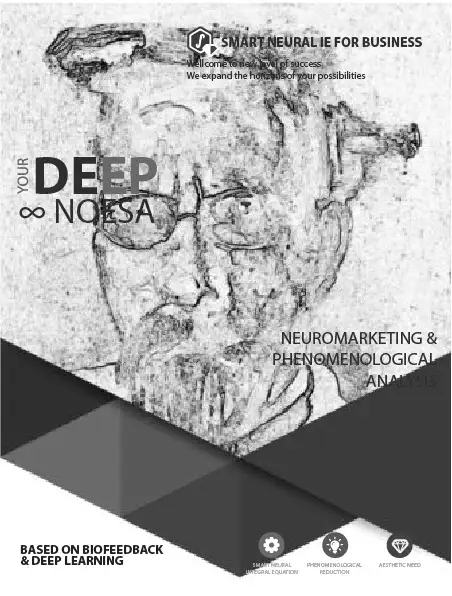 SMART NEURAL IE FOR BUSINESS
Wellcome to new level of success
We expand the horizons of your possibilities
YOUR
DEEP
∞ NOESA
NEUROMARKETING &
PHENOMENOLOGICAL
ANALYSIS
BASED ON BIOFEEDBACK
& DEEP LEARNING
SMART NEURAL
INTEGRAL EQUATION
PHENOMENOLOGICAL
REDUCTION
AESTHETIC NEED